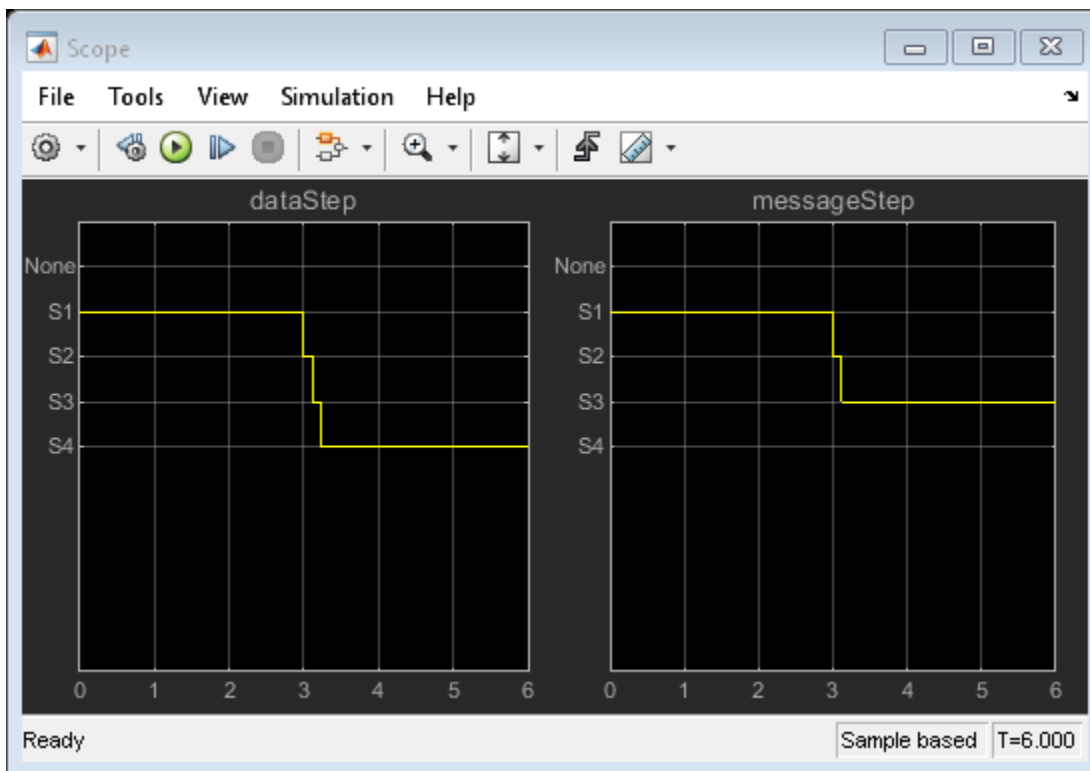 Scope
File Tools View Simulation Help
dataStep
None
S1
S2
S3
S4
0 1 2 3 4 5 6
messageStep
None
S1
S2
S3
S4
0 1 2 3 4 5 6
Ready
Sample based T=6.000